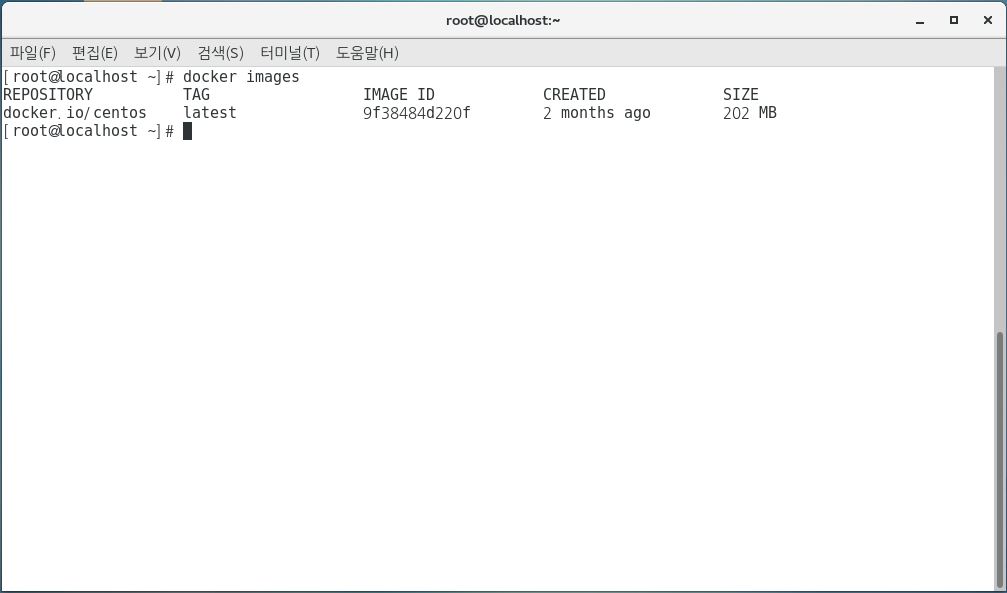 root@localhost:~
파일(F) 편집(E) 보기(V) 검색(S) 터미널(T) 도움말(H)
[root@localhost ~]# docker images
REPOSITORY TAG IMAGE ID CREATED SIZE
docker.io/centos latest 9f38484d220f 2 months ago 202 MB
[root@localhost ~]#